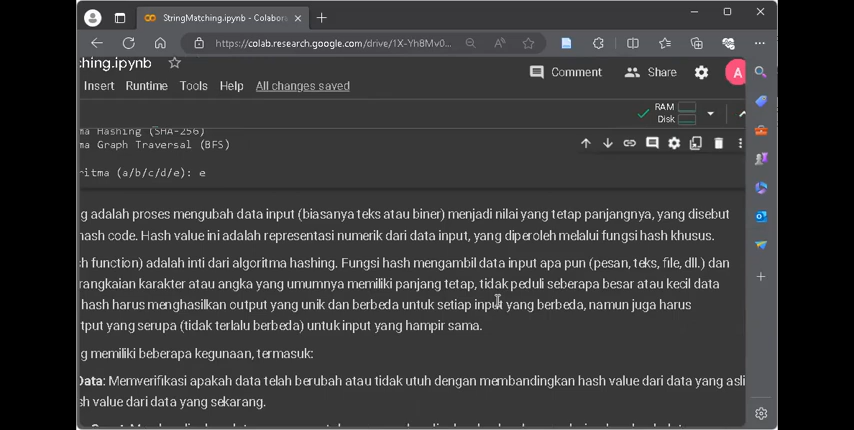 StringMatching.ipynb - Colabora
https://colab.research.google.com/drive/1X-Yh8Mv0...
ching.ipynb
Comment
Share
A
Insert Runtime Tools Help All changes saved
RAM
Disk
ma Hashing (SHA-256)
ma Graph Traversal (BFS)
ritma (a/b/c/d/e): e
g adalah proses mengubah data input (biasanya teks atau biner) menjadi nilai yang tetap panjangnya, yang disebut
hash code. Hash value ini adalah representasi numerik dari data input, yang diperoleh melalui fungsi hash khusus.
sh function) adalah inti dari algoritma hashing. Fungsi hash mengambil data input apa pun (pesan, teks, file, dll.) dan
rangkaian karakter atau angka yang umumnya memiliki panjang tetap, tidak peduli seberapa besar atau kecil data
hash harus menghasilkan output yang unik dan berbeda untuk setiap input yang berbeda, namun juga harus
tput yang serupa (tidak terlalu berbeda) untuk input yang hampir sama.
g memiliki beberapa kegunaan, termasuk:
Data: Memverifikasi apakah data telah berubah atau tidak utuh dengan membandingkan hash value dari data yang asli
sh value dari data yang sekarang.